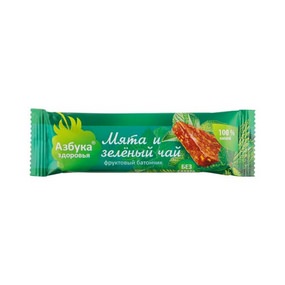 Азбука®
здоровья
Мята и
зелёный чай
фруктовый батончик
100%
БЕЗ